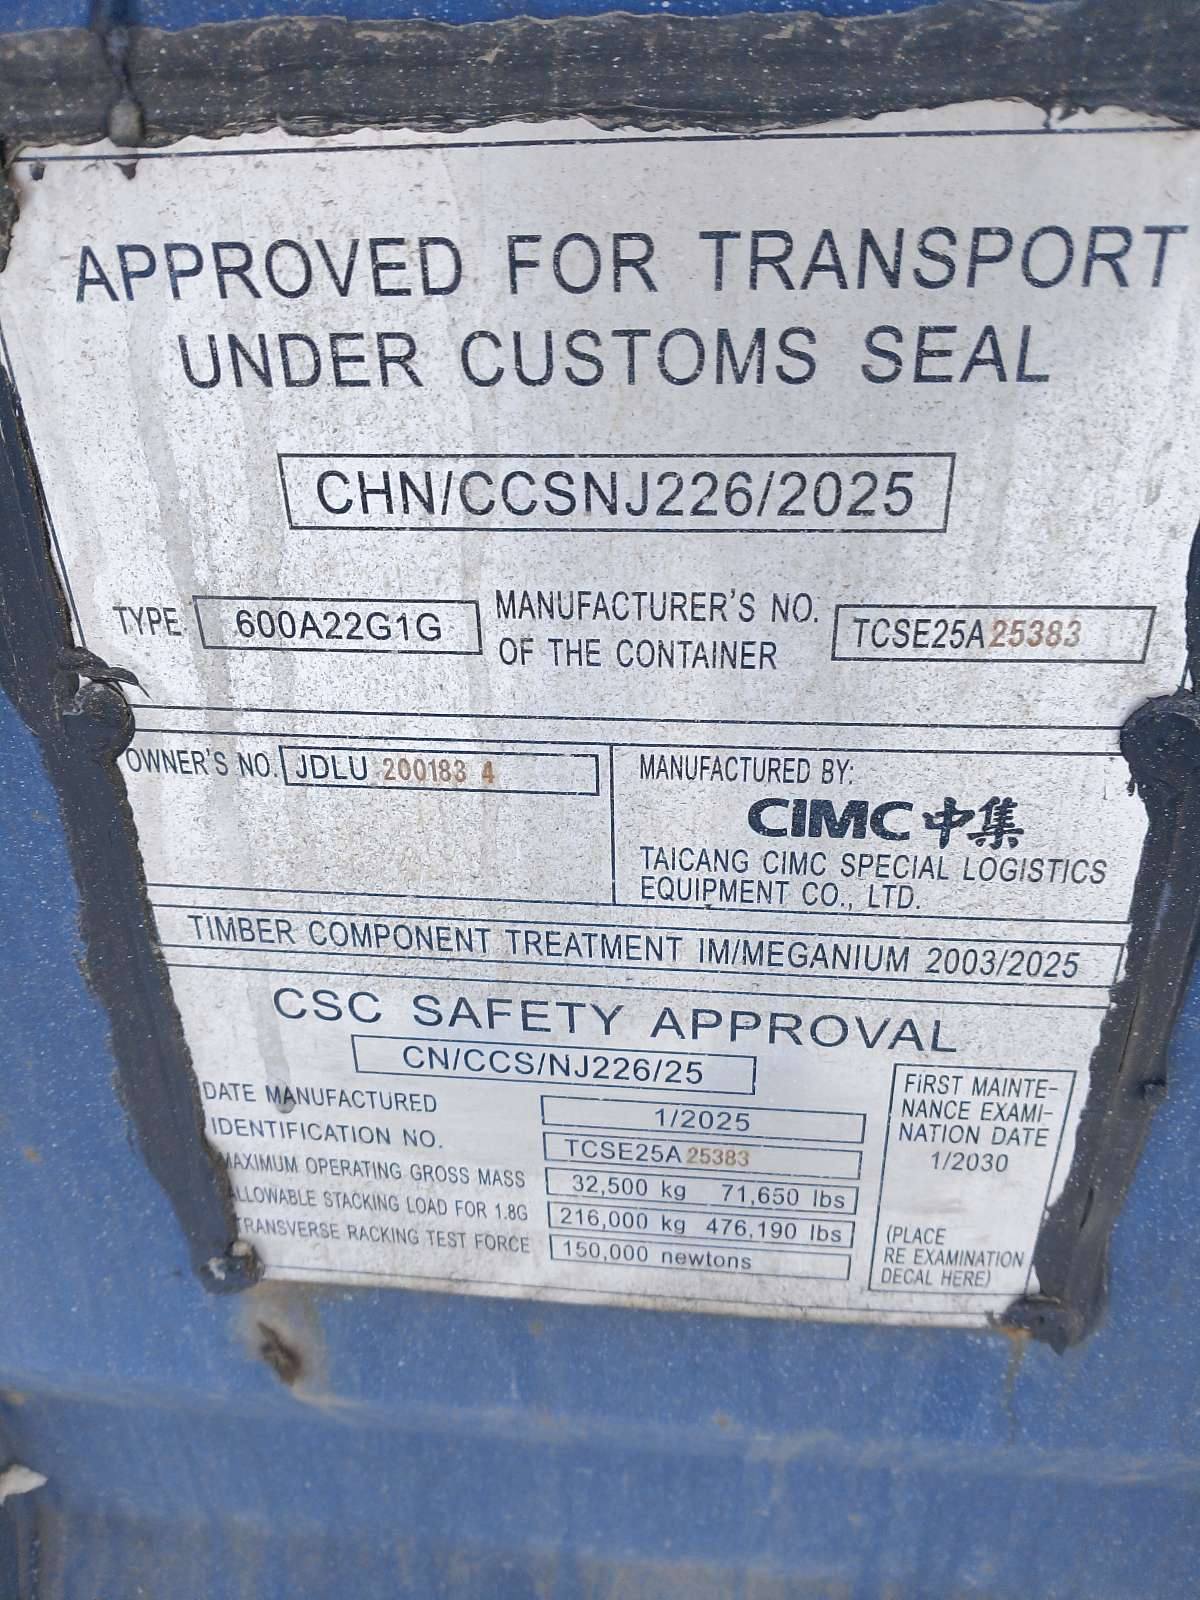 APPROVED FOR TRANSPORT
UNDER CUSTOMS SEAL
CHN/CCSNJ226/2025
TYPE 600A22G1G MANUFACTURER'S NO. OF THE CONTAINER TCSE25A25383
OWNER'S NO. JDLU 200183 4
MANUFACTURED BY:
CIMC 中集
TAICANG CIMC SPECIAL LOGISTICS
EQUIPMENT CO., LTD.
TIMBER COMPONENT TREATMENT IM/MEGANIUM 2003/2025
CSC SAFETY APPROVAL
CN/CCS/NJ226/25
DATE MANUFACTURED 1/2025
IDENTIFICATION NO. TCSE25A25383
MAXIMUM OPERATING GROSS MASS 32,500 kg 71,650 lbs
ALLOWABLE STACKING LOAD FOR 1.8G 216,000 kg 476,190 lbs
TRANSVERSE RACKING TEST FORCE 150,000 newtons
FIRST MAINTE-
NANCE EXAMI-
NATION DATE
1/2030
(PLACE
RE EXAMINATION
DECAL HERE)